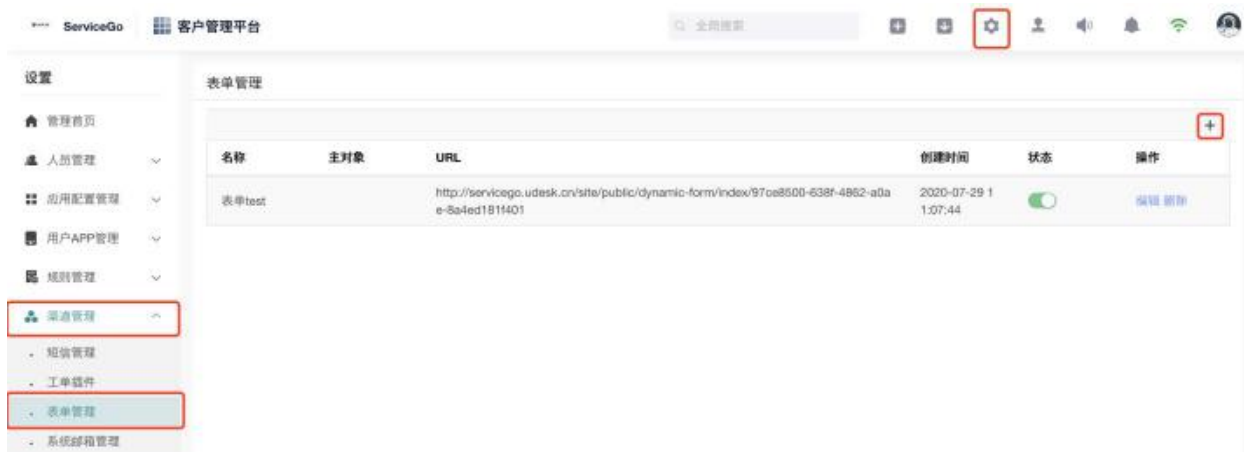 ServiceGo 客户管理平台 全局搜索
设置
表单管理
管理首页
人员管理
名称 主对象 URL 创建时间 状态 操作
应用配置管理
表单test http://servicego.udesk.cn/site/public/dynamic-form/index/97ce8500-638f-4862-a0a 2020-07-29 1 编辑 删除
e-8a4ed181f401 1:07:44
用户APP管理
规则管理
渠道管理
短信管理
工单插件
表单管理
系统邮箱管理